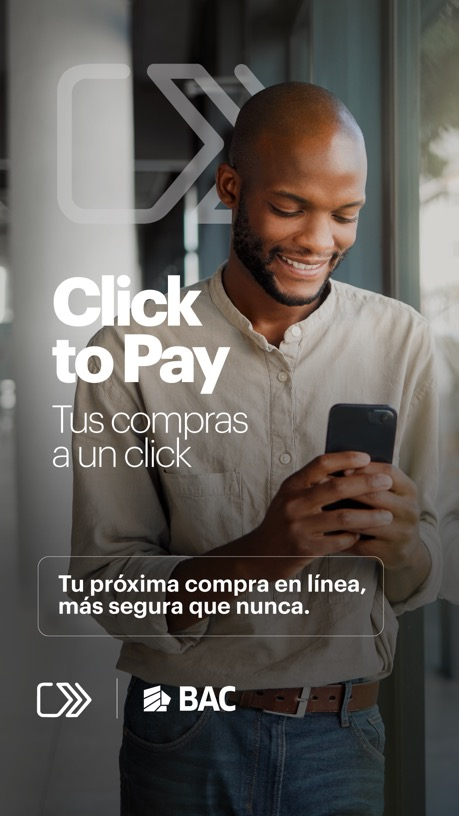 Click
to Pay
Tus compras
a un click
Tu próxima compra en línea,
más segura que nunca.
BAC